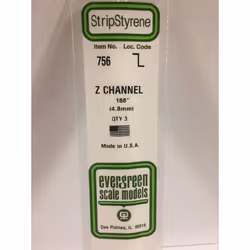 StripStyrene
Item No. Loc. Code
756
Z CHANNEL
188"
(4.8mm)
QTY 3
Made in U.S.A.
evergreen
scale models
Des Plaines, IL 60018